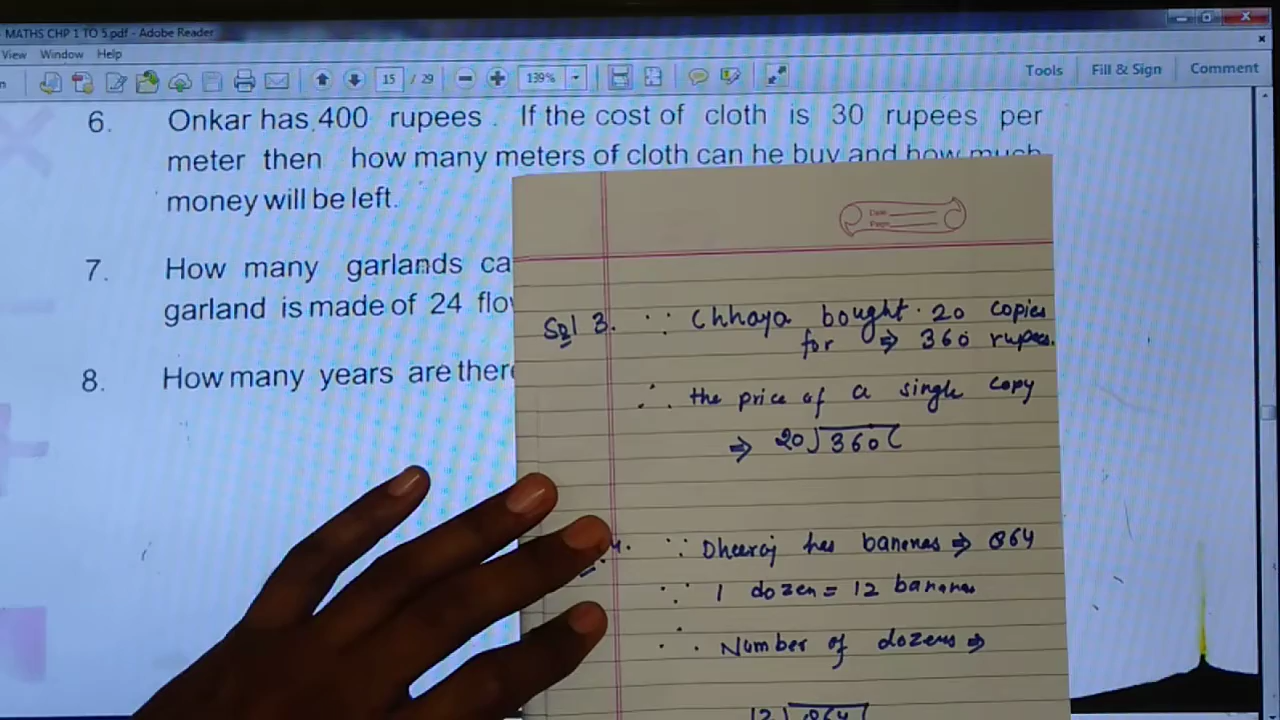 MATHS CHP 1 TO 5.pdf - Adobe Reader
View Window Help
15 / 29 139% Tools Fill & Sign Comment
6. Onkar has 400 rupees . If the cost of cloth is 30 rupees per
meter then how many meters of cloth can he buy and how much
money will be left.
7. How many garlands ca
garland is made of 24 flo
8. How many years are there
Date
Page
Sol 3. ∵ Chhaya bought 20 copies
for ⇒ 360 rupees.
∴ the price of a single copy
⇒ 20)360(
4. ∵ Dheeraj has bananas ⇒ 864
∵ 1 dozen = 12 bananas
∴ Number of dozens ⇒
12)864